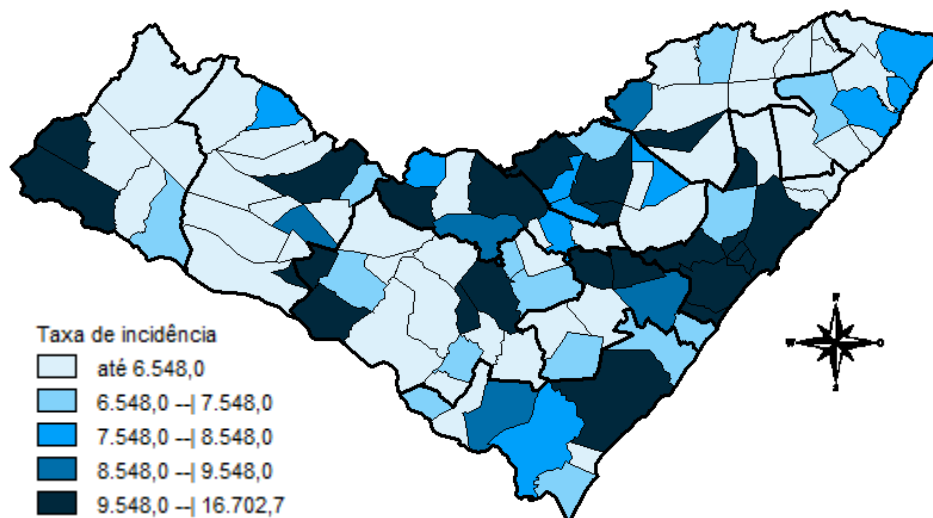 Taxa de incidência
até 6.548,0
6.548,0 --| 7.548,0
7.548,0 --| 8.548,0
8.548,0 --| 9.548,0
9.548,0 --| 16.702,7
W